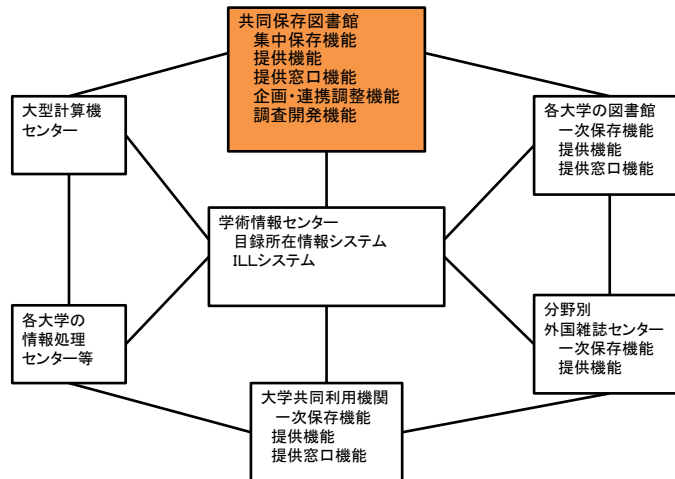 共同保存図書館
集中保存機能
提供機能
提供窓口機能
企画・連携調整機能
調査開発機能
大型計算機
センター
各大学の図書館
一次保存機能
提供機能
提供窓口機能
学術情報センター
目録所在情報システム
ILLシステム
各大学の
情報処理
センター等
分野別
外国雑誌センター
一次保存機能
提供機能
大学共同利用機関
一次保存機能
提供機能
提供窓口機能